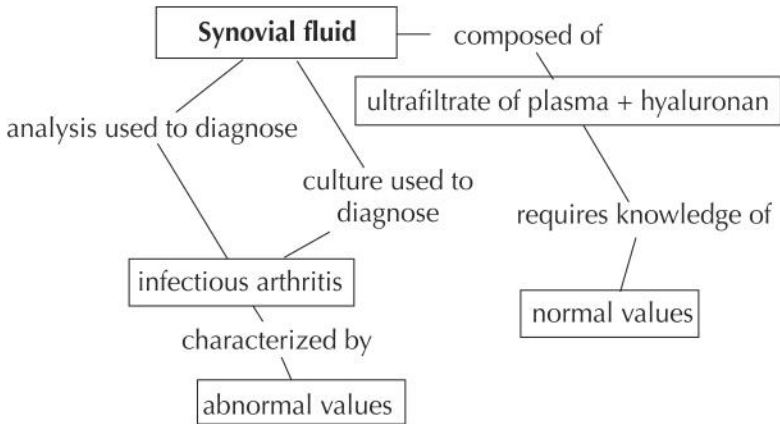 Synovial fluid
composed of
ultrafiltrate of plasma + hyaluronan
analysis used to diagnose
culture used to
diagnose
requires knowledge of
infectious arthritis
normal values
characterized by
abnormal values